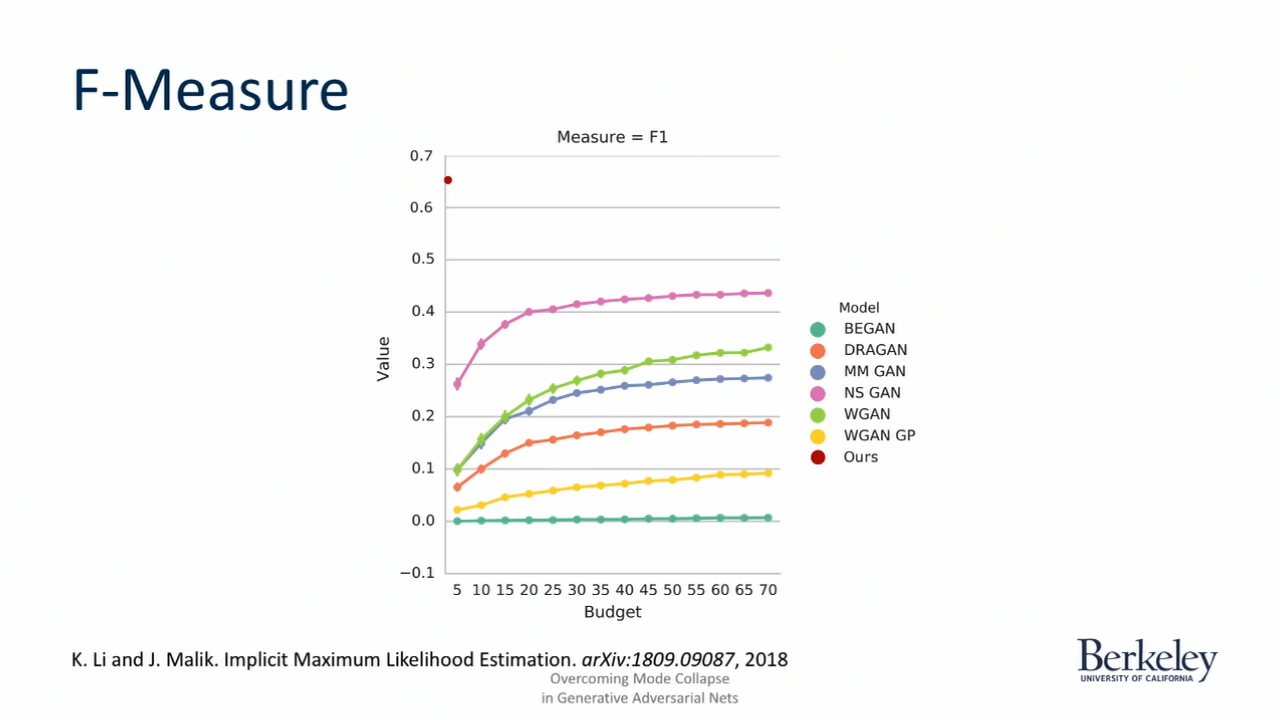 F-Measure
Measure = F1
0.7
0.6
0.5
0.4
0.3
0.2
0.1
0.0
−0.1
Value
5 10 15 20 25 30 35 40 45 50 55 60 65 70
Budget
Model
BEGAN
DRAGAN
MM GAN
NS GAN
WGAN
WGAN GP
Ours
K. Li and J. Malik. Implicit Maximum Likelihood Estimation. arXiv:1809.09087, 2018
Overcoming Mode Collapse
in Generative Adversarial Nets
Berkeley
UNIVERSITY OF CALIFORNIA